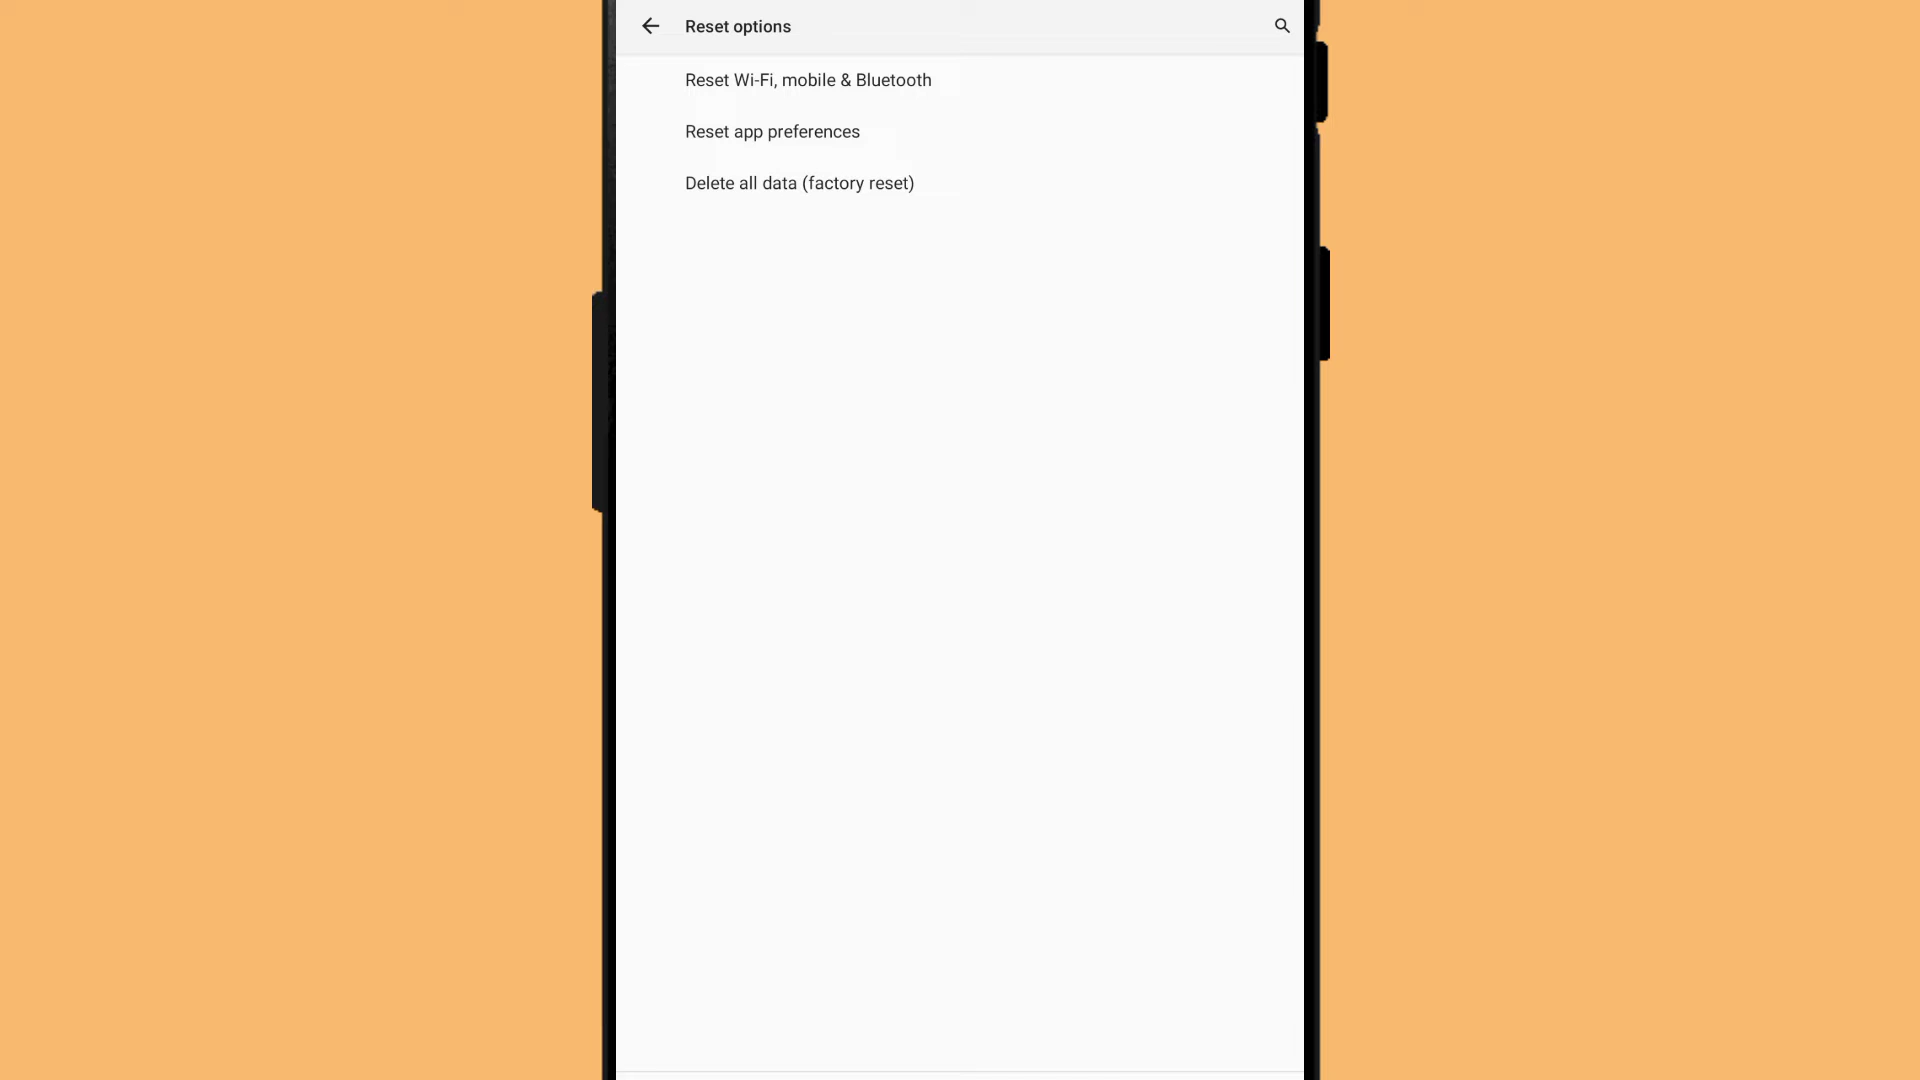 Reset options
Reset Wi-Fi, mobile & Bluetooth
Reset app preferences
Delete all data (factory reset)